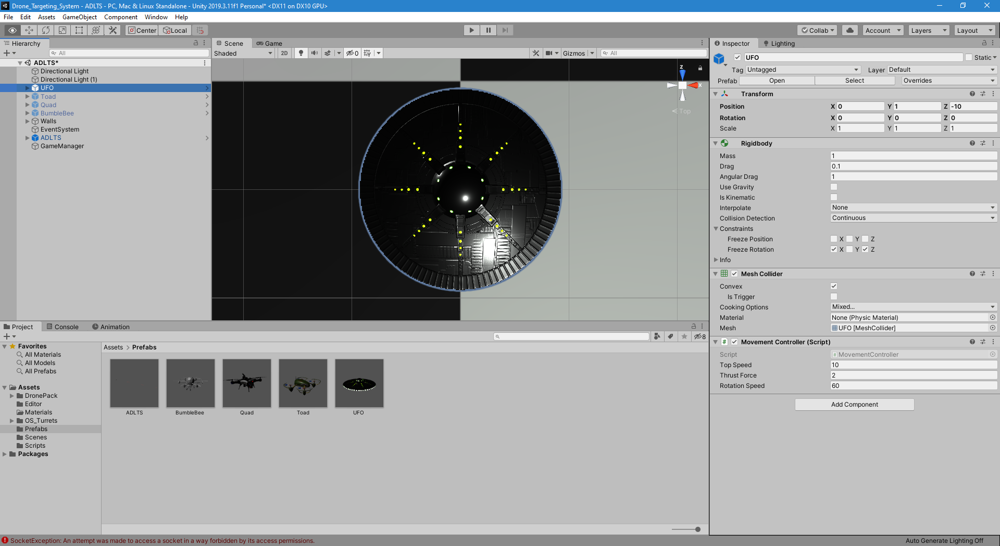 Drone_Targeting_System - ADLTS - PC, Mac & Linux Standalone - Unity 2019.3.11f1 Personal* <DX11 on DX10 GPU>
File Edit Assets GameObject Component Window Help
Center Local Collab Account Layers Layout
Hierarchy
All
ADLTS*
Directional Light
Directional Light (1)
UFO
Toad
Quad
BumbleBee
Walls
EventSystem
ADLTS
GameManager
Scene Game
Shaded 2D 0 Gizmos All
z
x
Top
Project Console Animation
8
Favorites
All Materials
All Models
All Prefabs
Assets
DronePack
Editor
Materials
OS_Turrets
Prefabs
Scenes
Scripts
Packages
Assets > Prefabs
ADLTS BumbleBee Quad Toad UFO
Inspector Lighting
UFO Static
Tag Untagged Layer Default
Prefab Open Select Overrides
Transform
Position X 0 Y 1 Z -10
Rotation X 0 Y 0 Z 0
Scale X 1 Y 1 Z 1
Rigidbody
Mass 1
Drag 0.1
Angular Drag 1
Use Gravity
Is Kinematic
Interpolate None
Collision Detection Continuous
Constraints
Freeze Position X Y Z
Freeze Rotation X Y Z
Info
Mesh Collider
Convex
Is Trigger
Cooking Options Mixed...
Material None (Physic Material)
Mesh UFO [MeshCollider]
# Movement Controller (Script)
Script MovementController
Top Speed 10
Thrust Force 2
Rotation Speed 60
Add Component
SocketException: An attempt was made to access a socket in a way forbidden by its access permissions.
Auto Generate Lighting Off